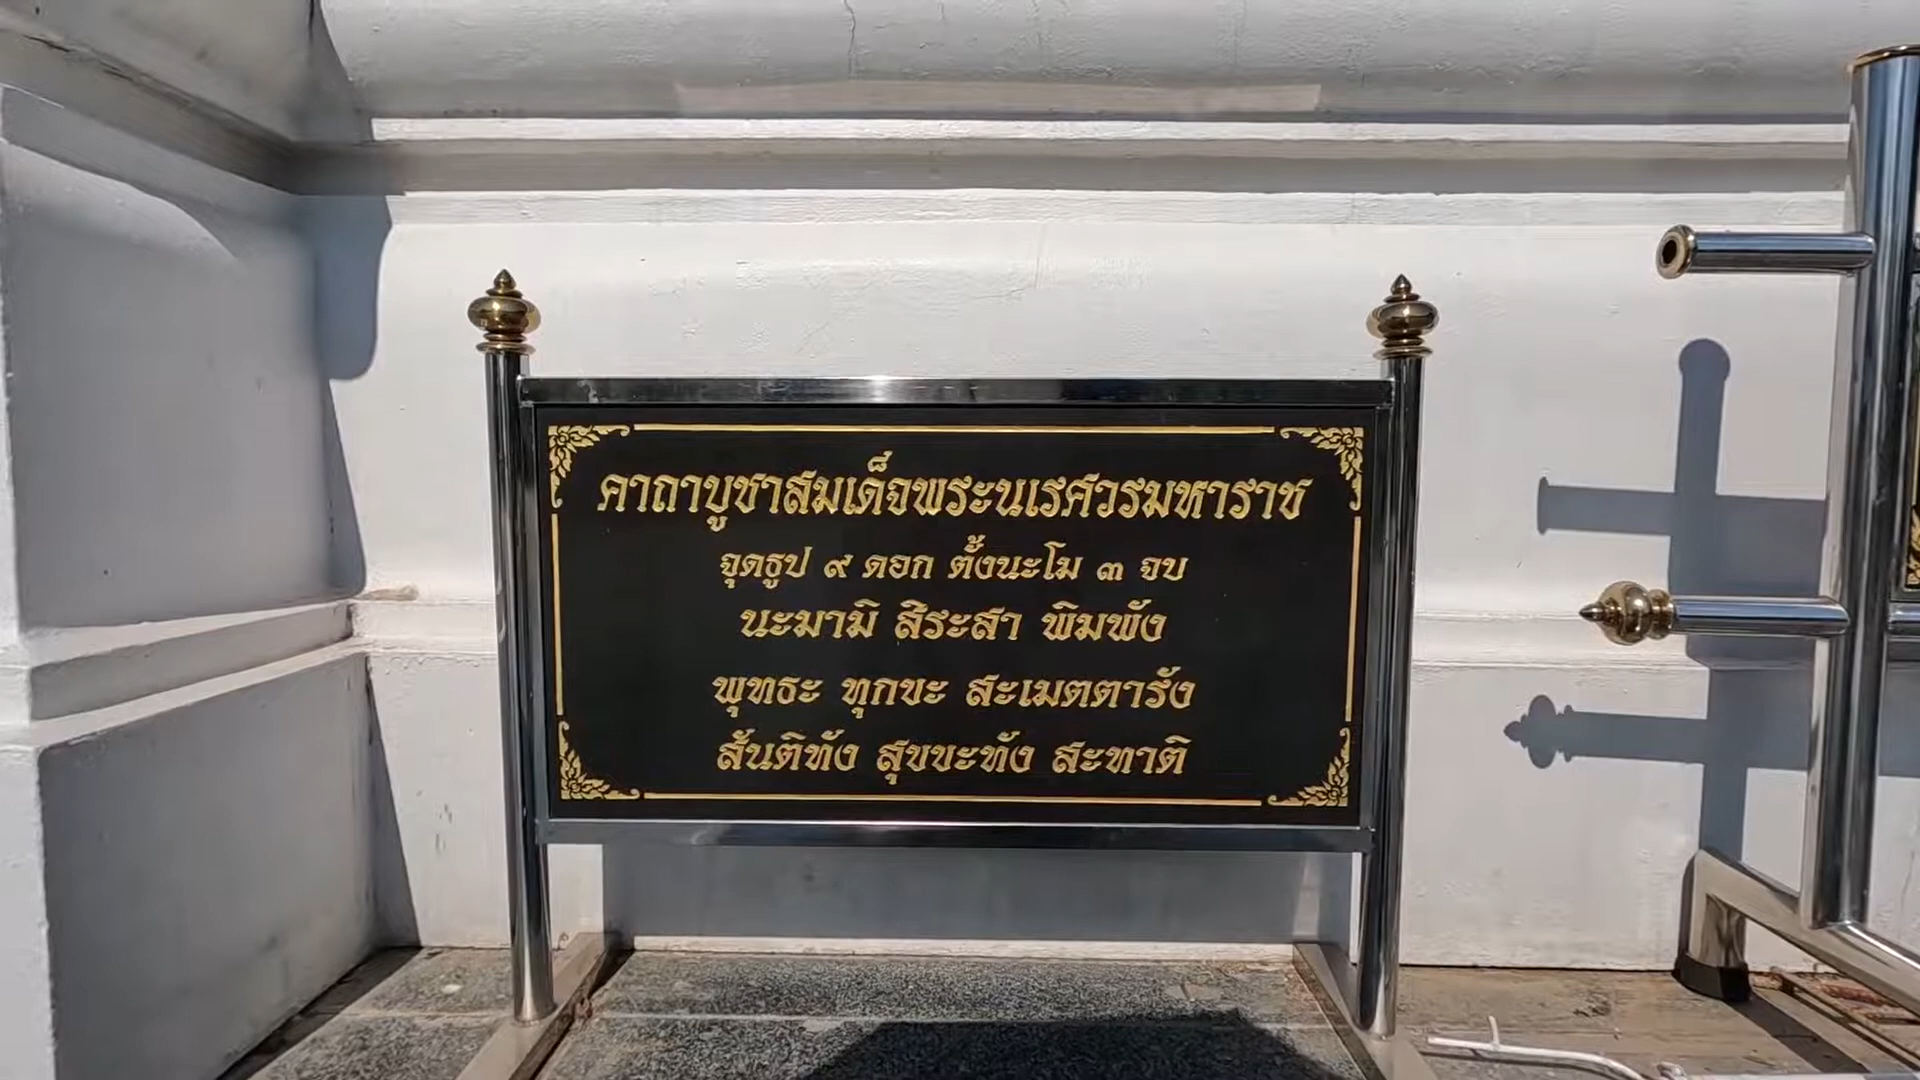 คาถาบูชาสมเด็จพระนเรศวรมหาราช
จุดธูป ๙ ดอก ตั้งนะโม ๓ จบ
นะมามิ สิระสา พิมพัง
พุทธะ ทุกขะ สะเมตตารัง
สันติทัง สุขขะทัง สะทาติ